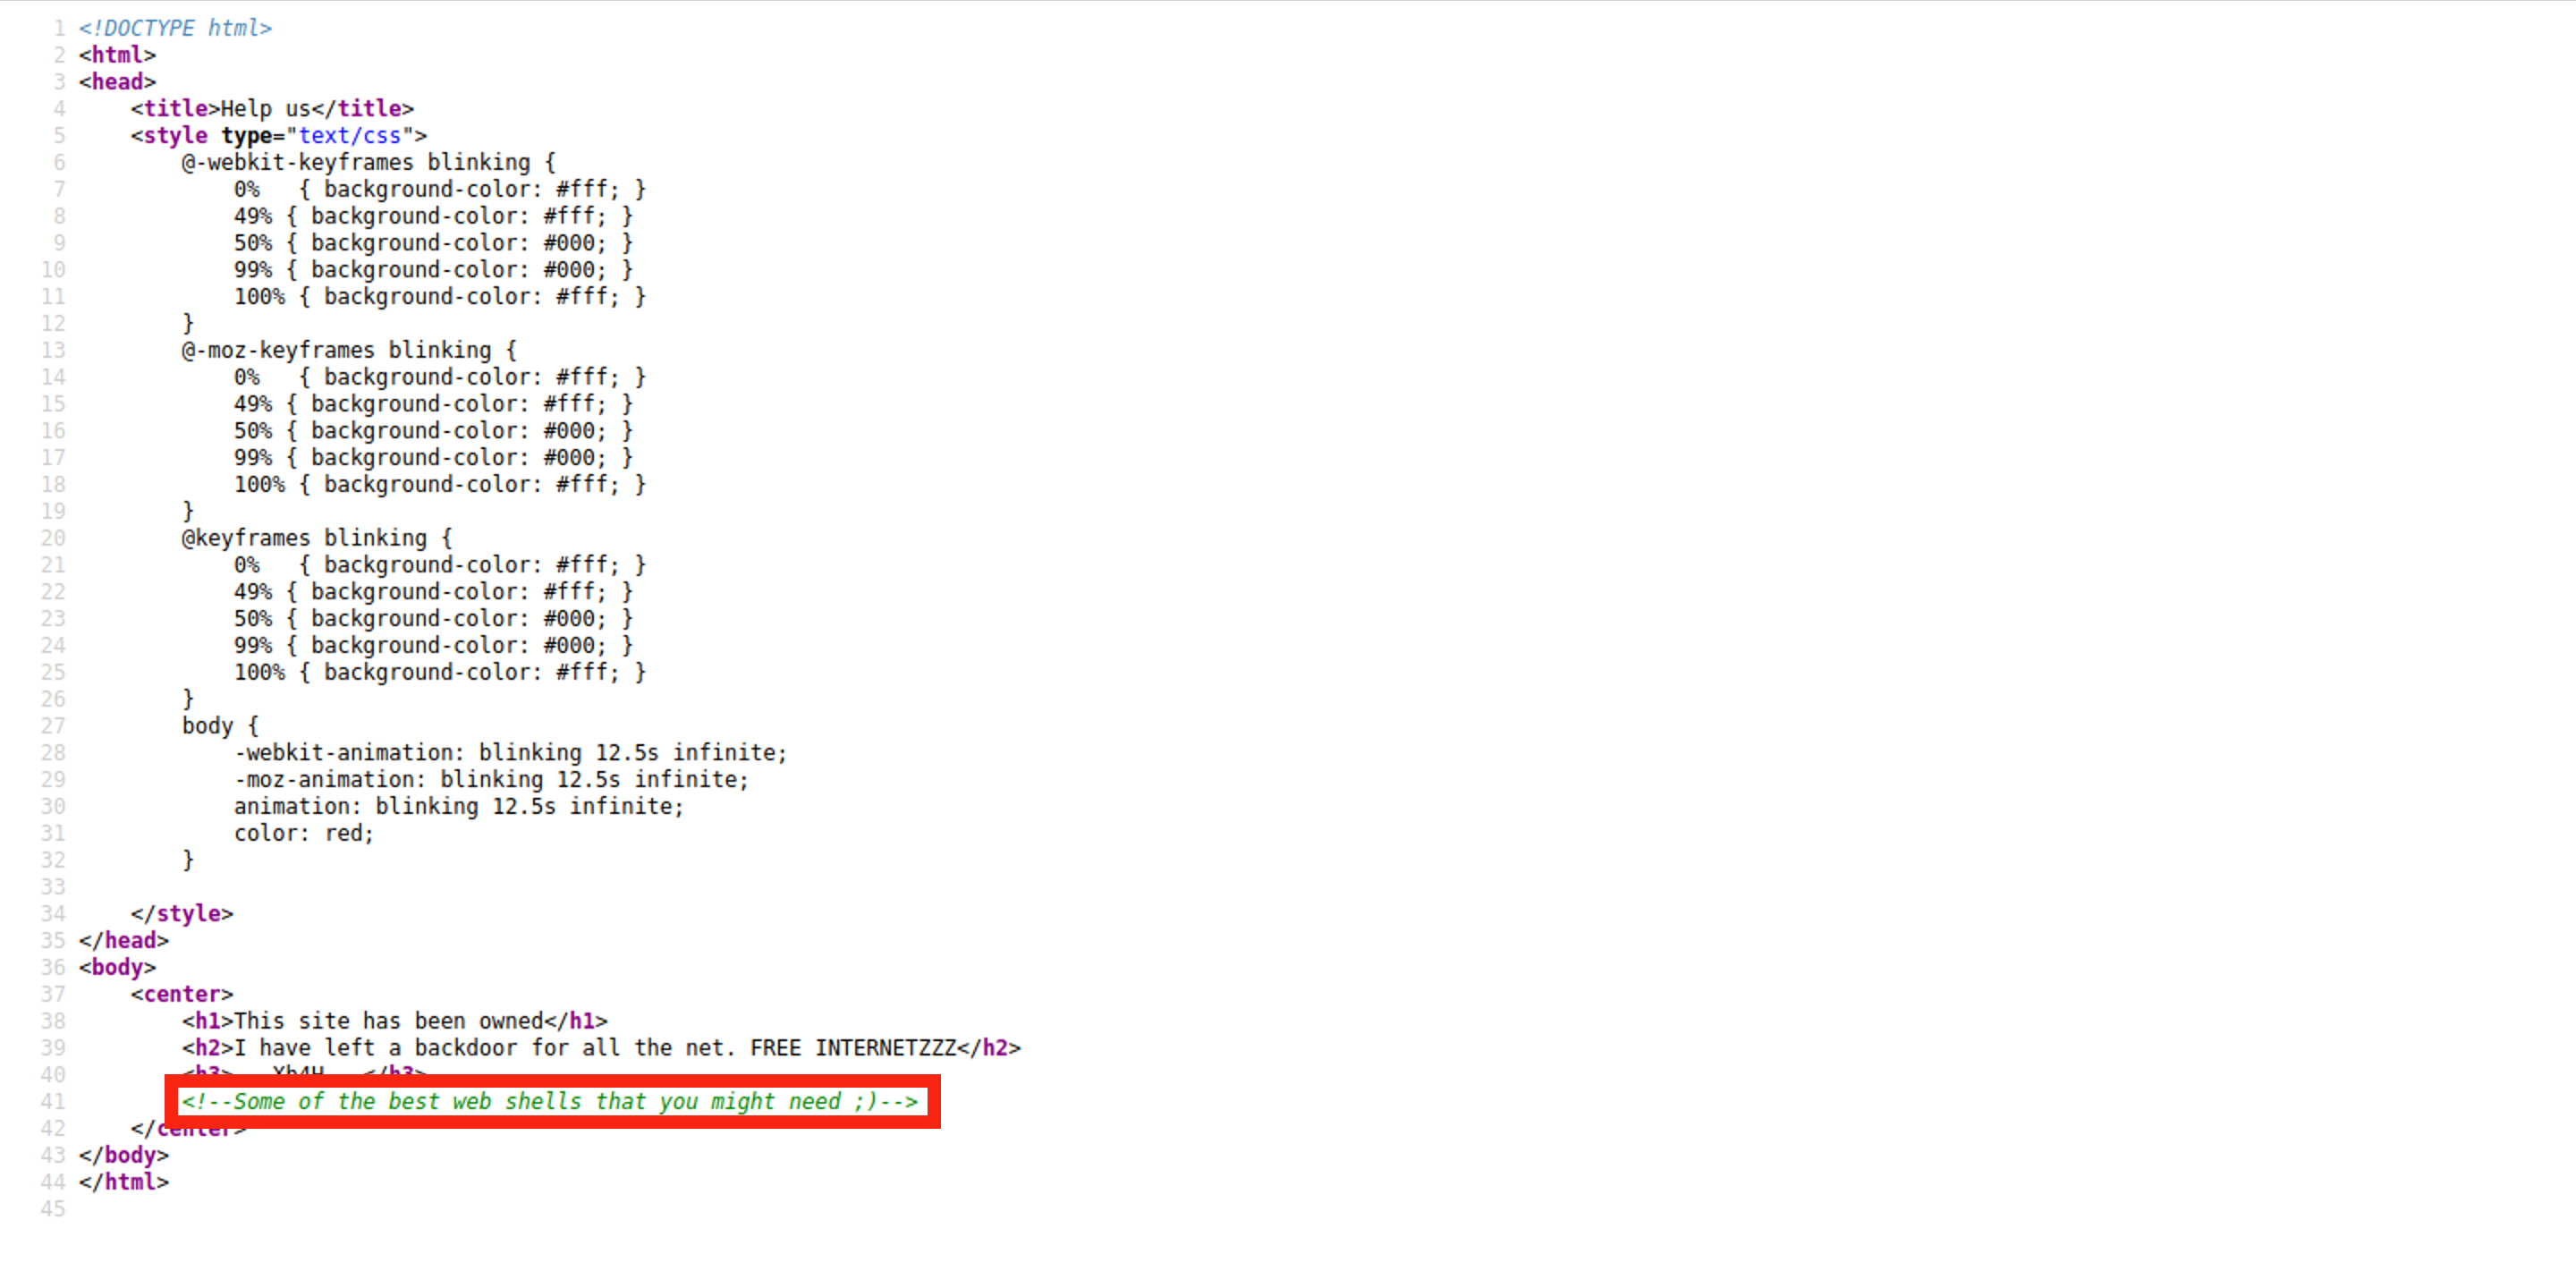 1 <!DOCTYPE html>
2 <html>
3 <head>
4     <title>Help us</title>
5     <style type="text/css">
6         @-webkit-keyframes blinking {
7             0%   { background-color: #fff; }
8             49% { background-color: #fff; }
9             50% { background-color: #000; }
10             99% { background-color: #000; }
11             100% { background-color: #fff; }
12         }
13         @-moz-keyframes blinking {
14             0%   { background-color: #fff; }
15             49% { background-color: #fff; }
16             50% { background-color: #000; }
17             99% { background-color: #000; }
18             100% { background-color: #fff; }
19         }
20         @keyframes blinking {
21             0%   { background-color: #fff; }
22             49% { background-color: #fff; }
23             50% { background-color: #000; }
24             99% { background-color: #000; }
25             100% { background-color: #fff; }
26         }
27         body {
28             -webkit-animation: blinking 12.5s infinite;
29             -moz-animation: blinking 12.5s infinite;
30             animation: blinking 12.5s infinite;
31             color: red;
32         }
33
34     </style>
35 </head>
36 <body>
37     <center>
38         <h1>This site has been owned</h1>
39         <h2>I have left a backdoor for all the net. FREE INTERNETZZZ</h2>
40         <h3> Xh4H </h3>
41         <!--Some of the best web shells that you might need ;)-->
42     </center>
43 </body>
44 </html>
45